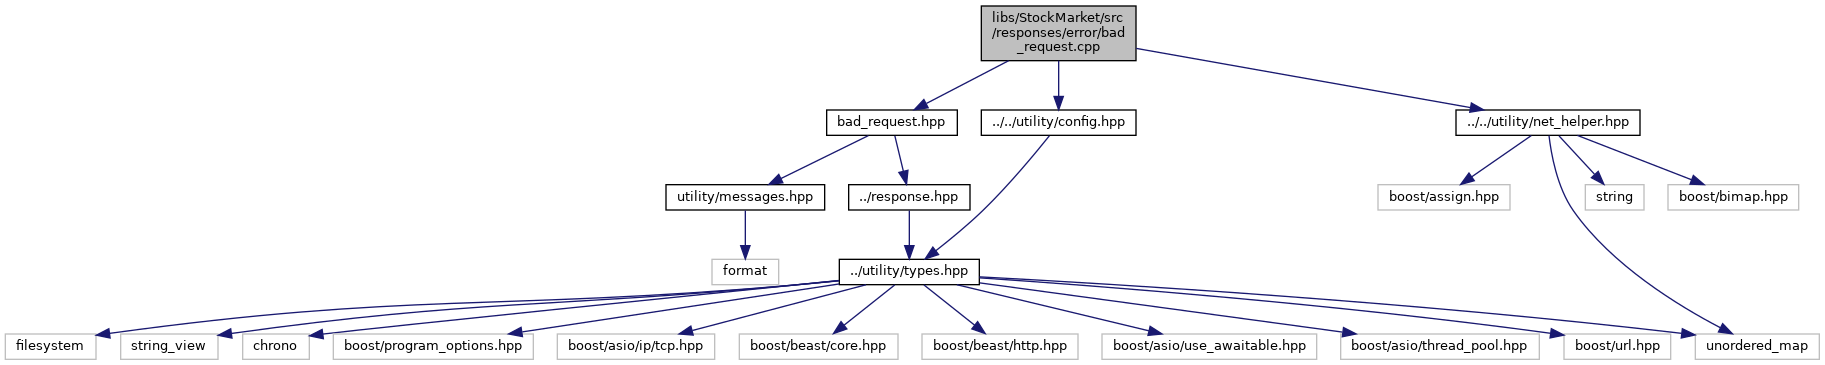 libs/StockMarket/src
/responses/error/bad
_request.cpp
bad_request.hpp
../../utility/config.hpp
../../utility/net_helper.hpp
utility/messages.hpp
../response.hpp
boost/assign.hpp
string
boost/bimap.hpp
format
../utility/types.hpp
filesystem
string_view
chrono
boost/program_options.hpp
boost/asio/ip/tcp.hpp
boost/beast/core.hpp
boost/beast/http.hpp
boost/asio/use_awaitable.hpp
boost/asio/thread_pool.hpp
boost/url.hpp
unordered_map